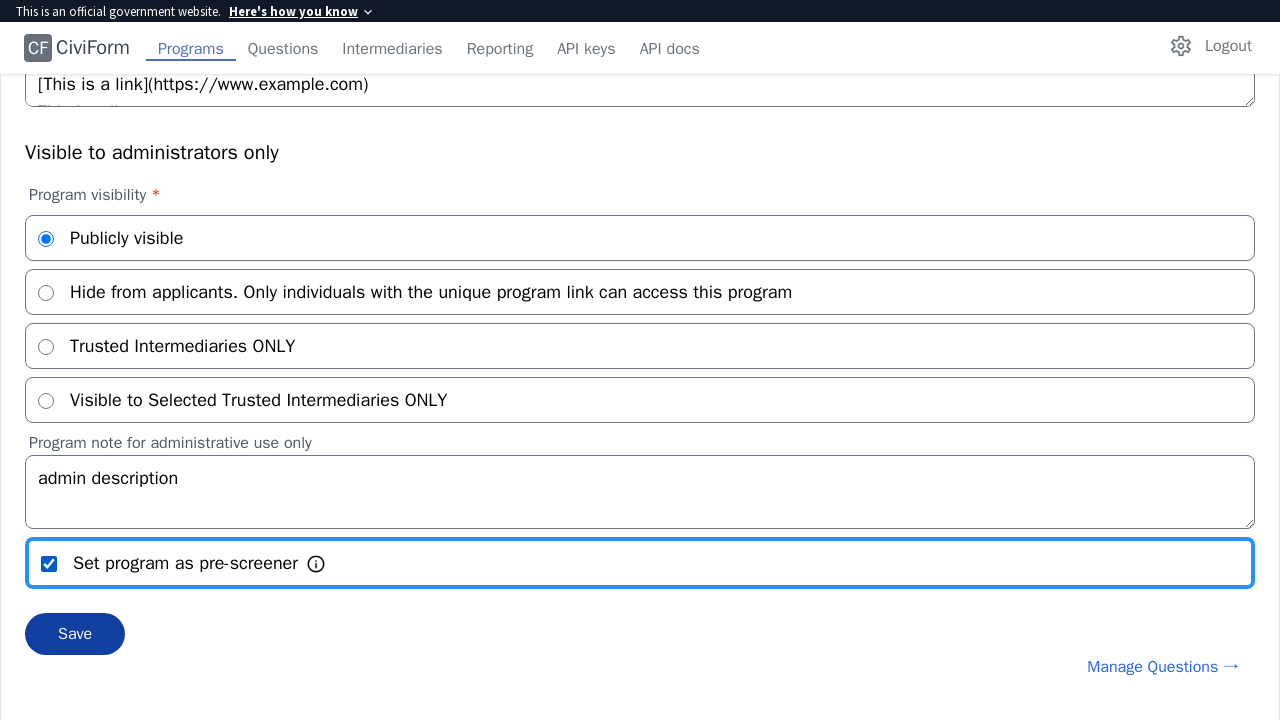 This is an official government website. Here's how you know
CF CiviForm Programs Questions Intermediaries Reporting API keys API docs Logout
[This is a link](https://www.example.com)
Visible to administrators only
Program visibility *
Publicly visible
Hide from applicants. Only individuals with the unique program link can access this program
Trusted Intermediaries ONLY
Visible to Selected Trusted Intermediaries ONLY
Program note for administrative use only
admin description
Set program as pre-screener
Save
Manage Questions →